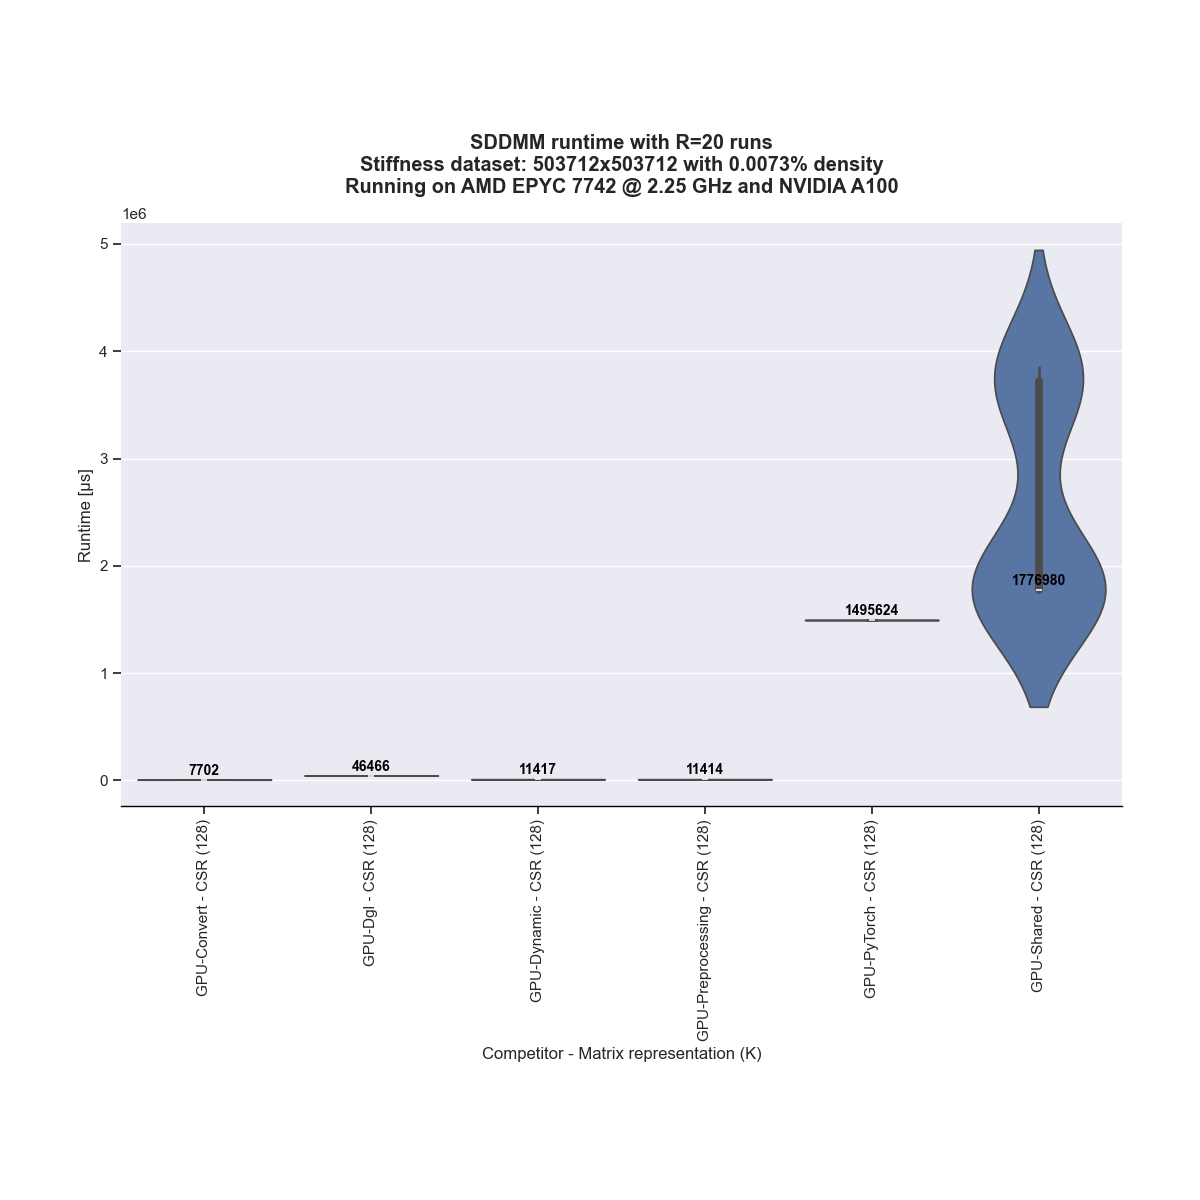 SDDMM runtime with R=20 runs
Stiffness dataset: 503712x503712 with 0.0073% density
Running on AMD EPYC 7742 @ 2.25 GHz and NVIDIA A100
1e6
5
4
3
2
1
0
Runtime [μs]
7702
46466
11417
11414
1495624
1776980
GPU-Convert - CSR (128)
GPU-Dgl - CSR (128)
GPU-Dynamic - CSR (128)
GPU-Preprocessing - CSR (128)
GPU-PyTorch - CSR (128)
GPU-Shared - CSR (128)
Competitor - Matrix representation (K)